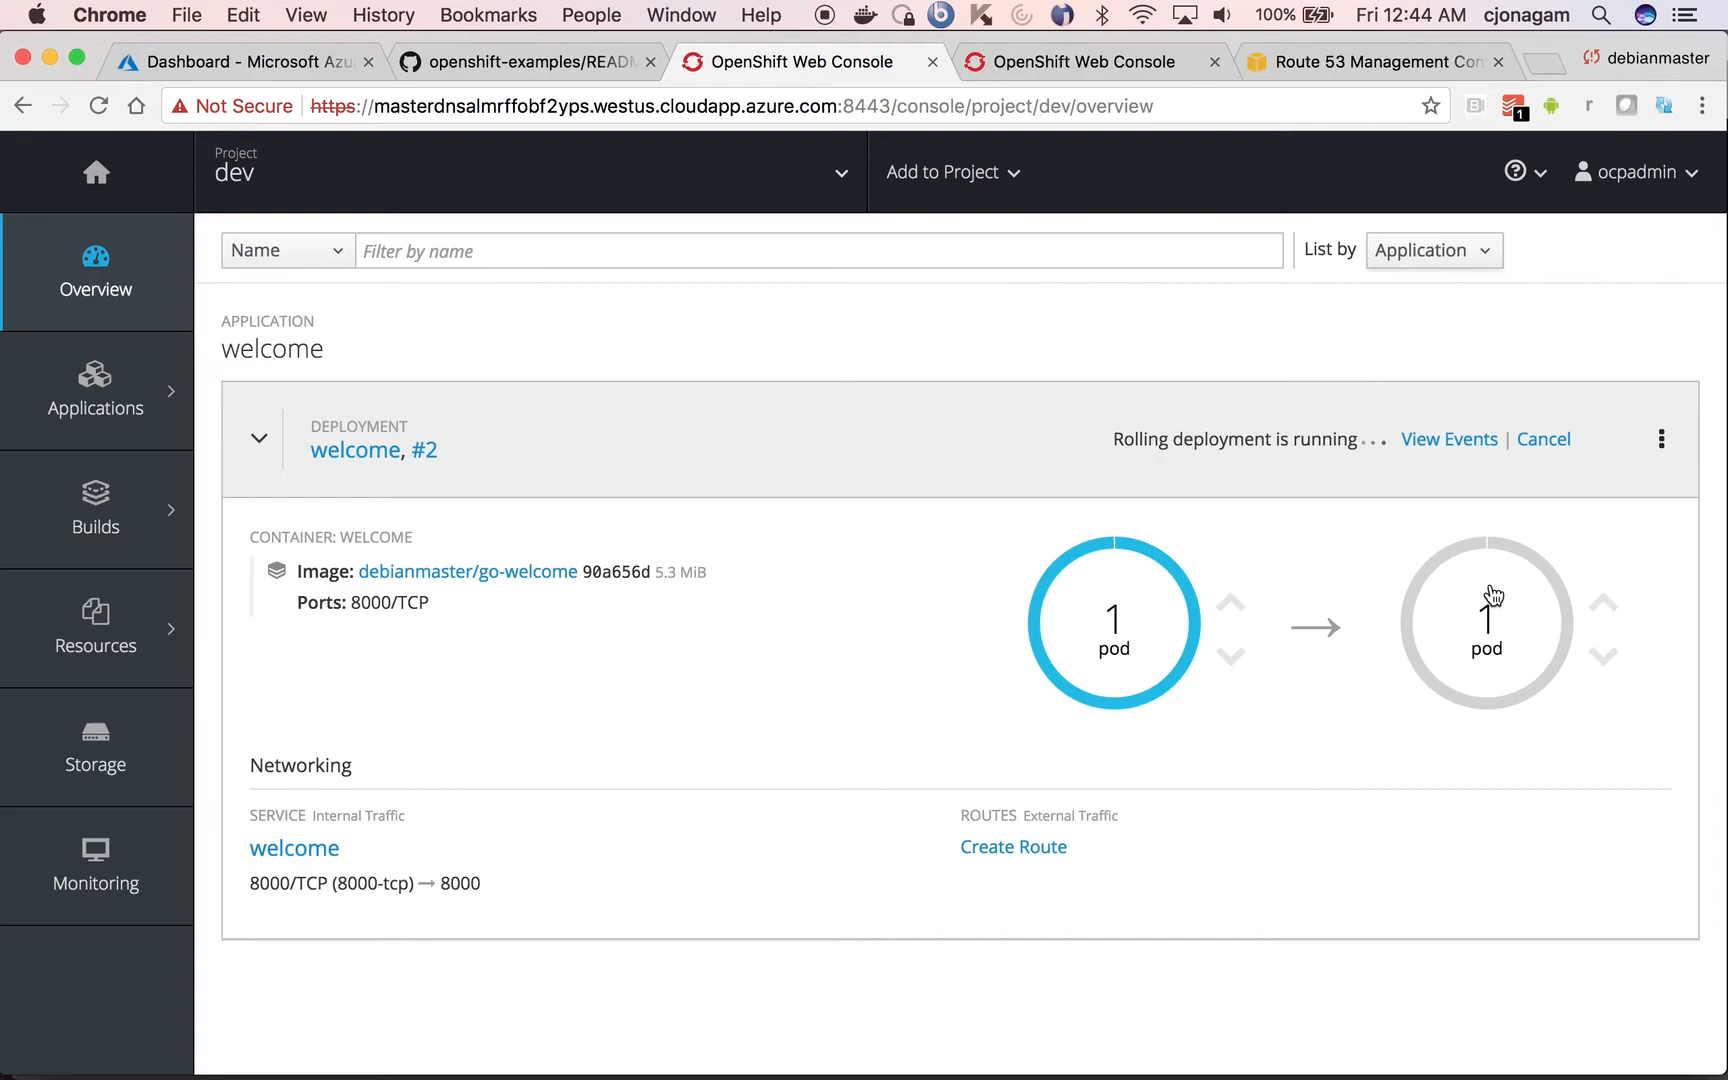 Chrome File Edit View History Bookmarks People Window Help 100% Fri 12:44 AM cjonagam
Dashboard - Microsoft Azu
openshift-examples/READM
OpenShift Web Console
OpenShift Web Console
Route 53 Management Con
debianmaster
Not Secure https://masterdnsalmrffobf2yps.westus.cloudapp.azure.com:8443/console/project/dev/overview
1
r
Project
dev
Add to Project
ocpadmin
Name
Filter by name
List by
Application
Overview
Applications
Builds
Resources
Storage
Monitoring
APPLICATION
welcome
DEPLOYMENT
welcome, #2
Rolling deployment is running... View Events | Cancel
CONTAINER: WELCOME
Image: debianmaster/go-welcome 90a656d 5.3 MiB
Ports: 8000/TCP
1
pod
1
pod
Networking
SERVICE Internal Traffic
welcome
8000/TCP (8000-tcp) → 8000
ROUTES External Traffic
Create Route